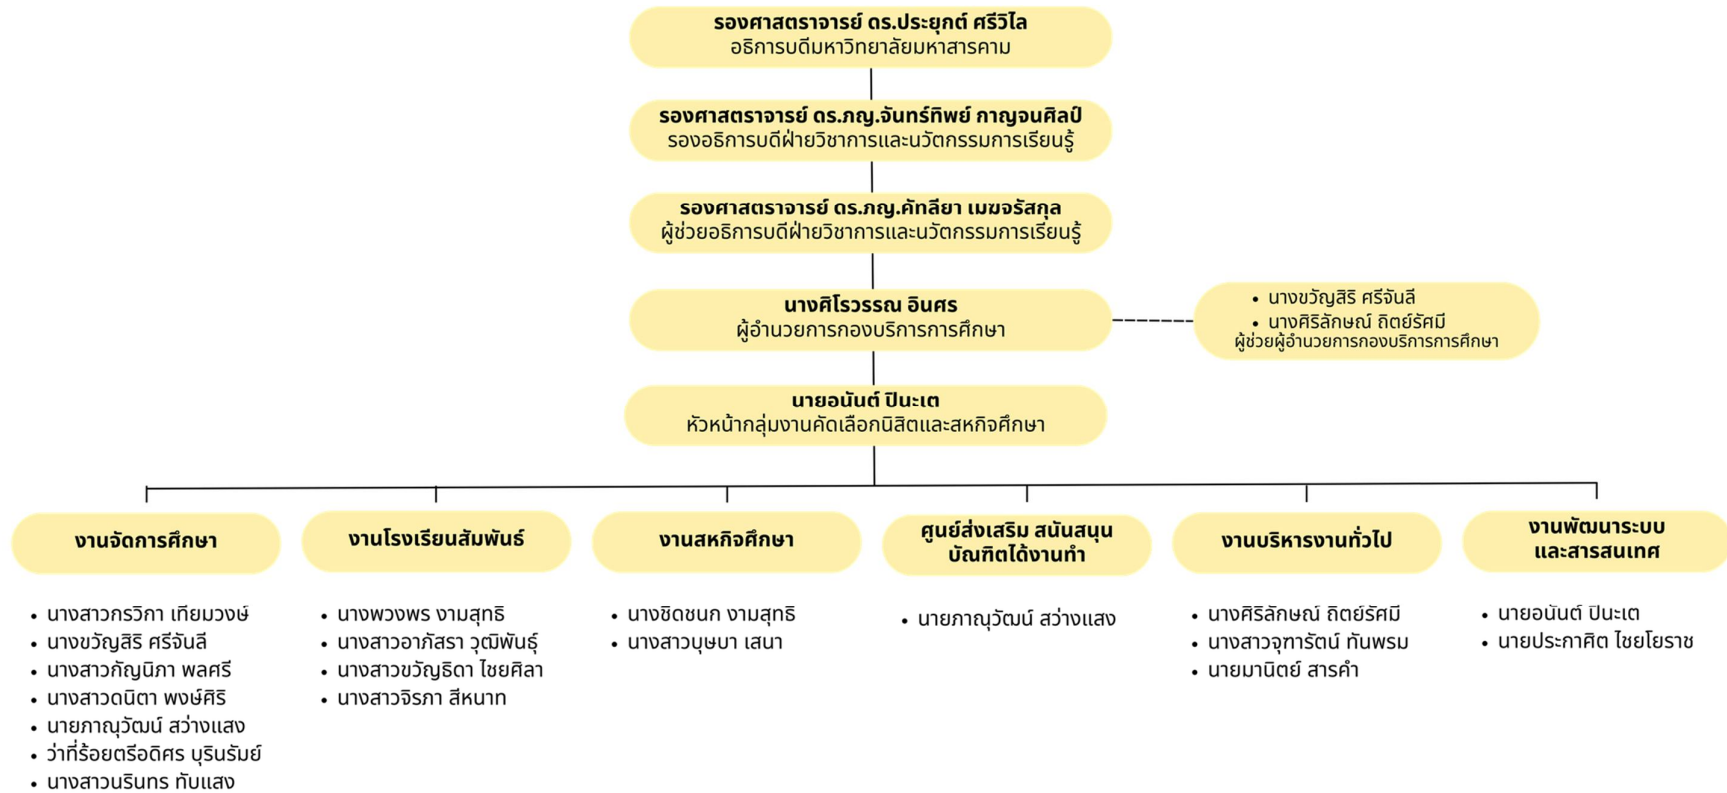 รองศาสตราจารย์ ดร.ประยุกต์ ศรีวิไล
อธิการบดีมหาวิทยาลัยมหาสารคาม
รองศาสตราจารย์ ดร.ภญ.จันทร์ทิพย์ กาญจนศิลป์
รองอธิการบดีฝ่ายวิชาการและนวัตกรรมการเรียนรู้
รองศาสตราจารย์ ดร.ภญ.คัทลียา เมฆจรัสกุล
ผู้ช่วยอธิการบดีฝ่ายวิชาการและนวัตกรรมการเรียนรู้
นางศิโรวรรณ อินศร
ผู้อำนวยการกองบริการการศึกษา
• นางขวัญสิริ ศรีจันลี
• นางศิริลักษณ์ ถิตย์รัศมี
ผู้ช่วยผู้อำนวยการกองบริการการศึกษา
นายอนันต์ ปินะเต
หัวหน้ากลุ่มงานคัดเลือกนิสิตและสหกิจศึกษา
งานจัดการศึกษา
• นางสาวกรวิกา เทียมวงษ์
• นางขวัญสิริ ศรีจันลี
• นางสาวกัญนิภา พลศรี
• นางสาวดนิตา พงษ์ศิริ
• นายภาณุวัฒน์ สว่างแสง
• ว่าที่ร้อยตรีอดิศร บุรินรัมย์
• นางสาวนรินทร ทับแสง
งานโรงเรียนสัมพันธ์
• นางพวงพร งามสุทธิ
• นางสาวอาภัสรา วุฒิพันธุ์
• นางสาวขวัญธิดา ไชยศิลา
• นางสาวจิรภา สีหนาท
งานสหกิจศึกษา
• นางชิดชนก งามสุทธิ
• นางสาวบุษบา เสนา
ศูนย์ส่งเสริม สนันสนุน
บัณฑิตได้งานทำ
• นายภาณุวัฒน์ สว่างแสง
งานบริหารงานทั่วไป
• นางศิริลักษณ์ ถิตย์รัศมี
• นางสาวจุฑารัตน์ ทันพรม
• นายมานิตย์ สารคำ
งานพัฒนาระบบ
และสารสนเทศ
• นายอนันต์ ปินะเต
• นายประกาศิต ไชยโยราช